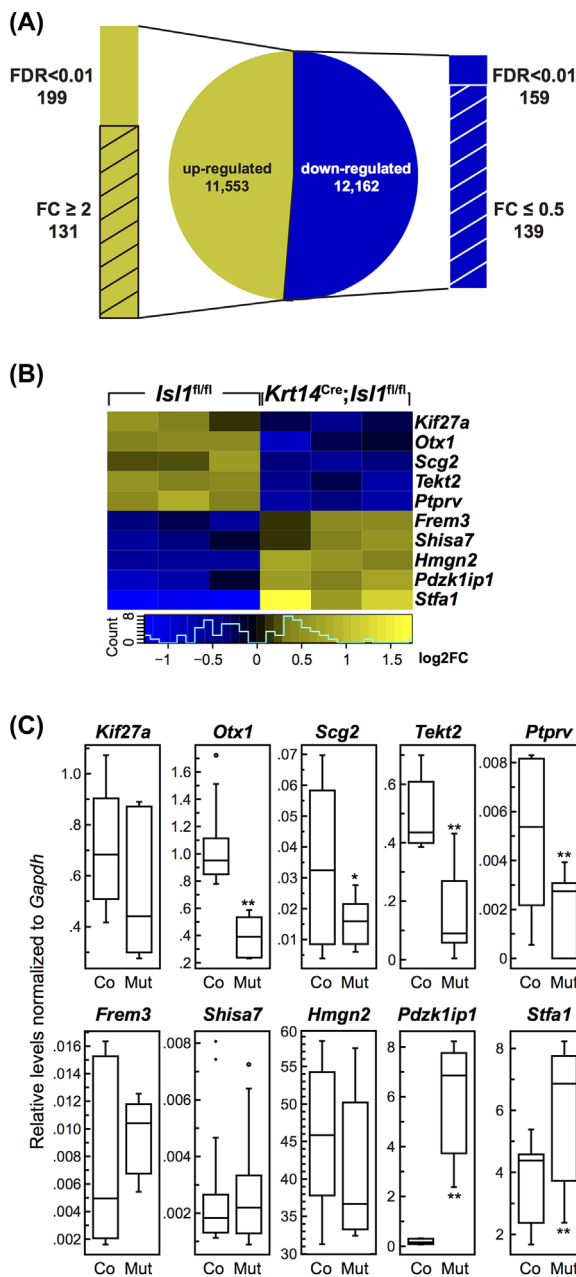 (A)
FDR<0.01
199
FC ≥ 2
131
up-regulated
11,553
down-regulated
12,162
FDR<0.01
159
FC ≤ 0.5
139
(B)
Isl1fl/fl
Krt14Cre;Isl1fl/fl
Kif27a
Otx1
Scg2
Tekt2
Ptprv
Frem3
Shisa7
Hmgn2
Pdzk1ip1
Stfa1
Count
8
4
0
−1 −0.5 0 0.5 1 1.5
log2FC
(C)
Relative levels normalized to Gapdh
Kif27a
1.0
.8
.6
.4
Co Mut
Otx1
1.6
1.4
1.2
1.0
.8
.6
.4
.2
**
Co Mut
Scg2
.07
.06
.05
.04
.03
.02
.01
*
Co Mut
Tekt2
.6
.4
.2
0
**
Co Mut
Ptprv
.008
.006
.004
.002
0
**
Co Mut
Frem3
.016
.014
.012
.010
.008
.006
.004
.002
Co Mut
Shisa7
.008
.006
.004
.002
Co Mut
Hmgn2
60
55
50
45
40
35
30
Co Mut
Pdzk1ip1
8
6
4
2
0
**
Co Mut
Stfa1
8
6
4
2
**
Co Mut